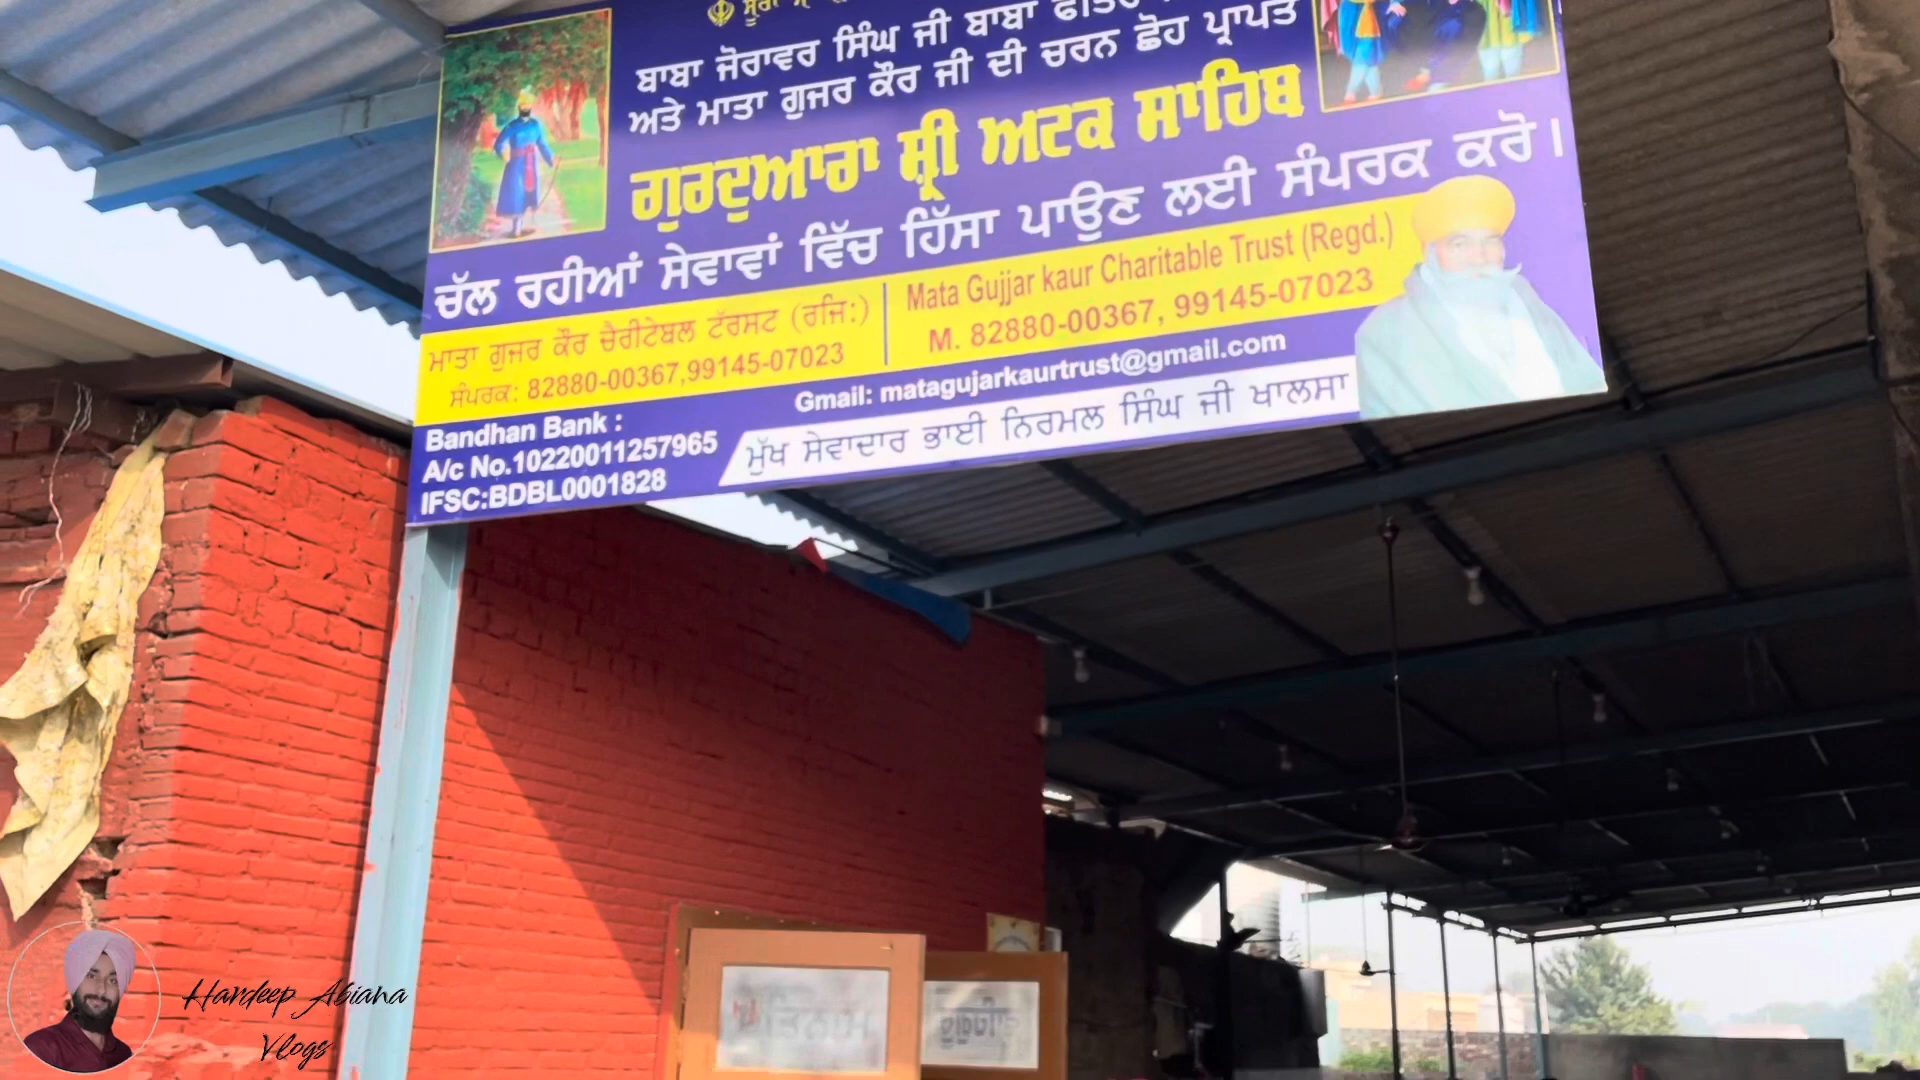 ਬਾਬਾ ਜੋਰਾਵਰ ਸਿੰਘ ਜੀ ਬਾਬਾ
ਅਤੇ ਮਾਤਾ ਗੁਜਰ ਕੌਰ ਜੀ ਦੀ ਚਰਨ ਛੋਹ ਪ੍ਰਾਪਤ
ਗੁਰਦੁਆਰਾ ਸ਼੍ਰੀ ਅਟਕ ਸਾਹਿਬ
ਚੱਲ ਰਹੀਆਂ ਸੇਵਾਵਾਂ ਵਿੱਚ ਹਿੱਸਾ ਪਾਉਣ ਲਈ ਸੰਪਰਕ ਕਰੋ।
ਮਾਤਾ ਗੁਜਰ ਕੌਰ ਚੈਰੀਟੇਬਲ ਟੱਰਸਟ (ਰਜਿ:)
ਸੰਪਰਕ: 82880-00367,99145-07023
Mata Gujjar kaur Charitable Trust (Regd.)
M. 82880-00367, 99145-07023
Gmail: matagujarkaurtrust@gmail.com
Bandhan Bank :
A/c No.10220011257965
IFSC:BDBL0001828
ਮੁੱਖ ਸੇਵਾਦਾਰ ਭਾਈ ਨਿਰਮਲ ਸਿੰਘ ਜੀ ਖਾਲਸਾ
Hardeep Abiana
Vlogs